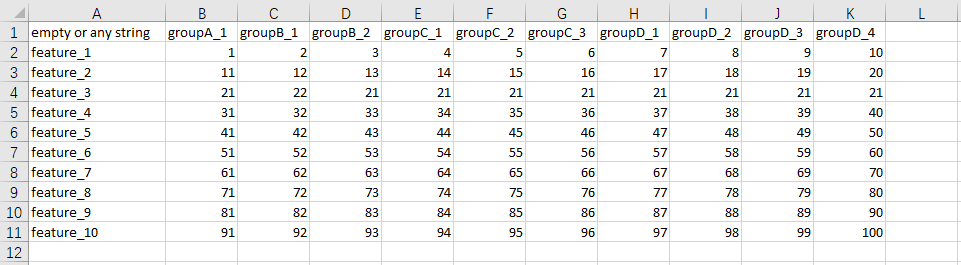 A B C D E F G H I J K L
1 empty or any string groupA_1 groupB_1 groupB_2 groupC_1 groupC_2 groupC_3 groupD_1 groupD_2 groupD_3 groupD_4
2 feature_1 1 2 3 4 5 6 7 8 9 10
3 feature_2 11 12 13 14 15 16 17 18 19 20
4 feature_3 21 22 21 21 21 21 21 21 21 21
5 feature_4 31 32 33 34 35 36 37 38 39 40
6 feature_5 41 42 43 44 45 46 47 48 49 50
7 feature_6 51 52 53 54 55 56 57 58 59 60
8 feature_7 61 62 63 64 65 66 67 68 69 70
9 feature_8 71 72 73 74 75 76 77 78 79 80
10 feature_9 81 82 83 84 85 86 87 88 89 90
11 feature_10 91 92 93 94 95 96 97 98 99 100
12